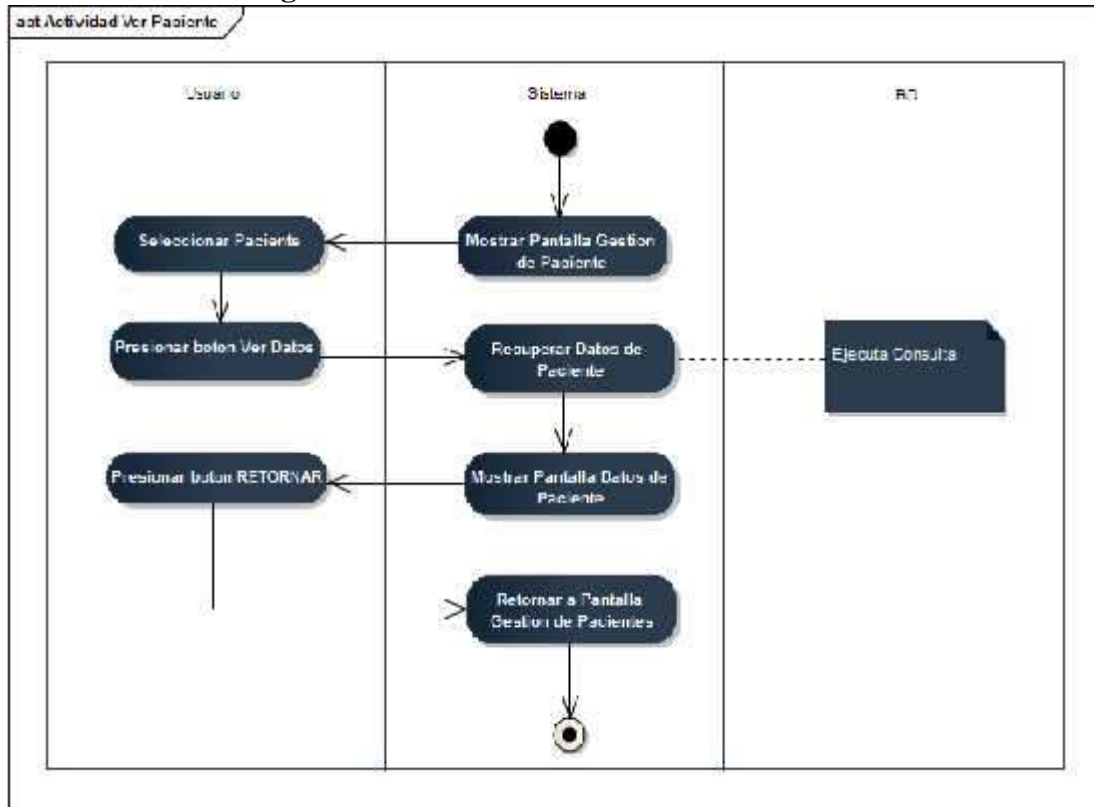 act Actividad Ver Paciente
Usuario
Sistema
BD
Seleccionar Paciente
Mostrar Pantalla Gestion
de Paciente
Presionar boton Ver Datos
Recuperar Datos de
Paciente
Ejecuta Consulta
Presionar boton RETORNAR
Mostrar Pantalla Datos de
Paciente
Retornar a Pantalla
Gestion de Pacientes